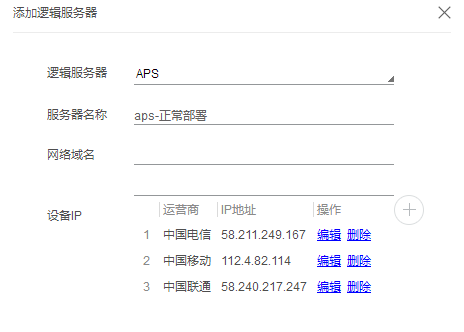 添加逻辑服务器
逻辑服务器 APS
服务器名称 aps-正常部署
网络域名
设备IP
运营商 IP地址 操作
1 中国电信 58.211.249.167 编辑 删除
2 中国移动 112.4.82.114 编辑 删除
3 中国联通 58.240.217.247 编辑 删除